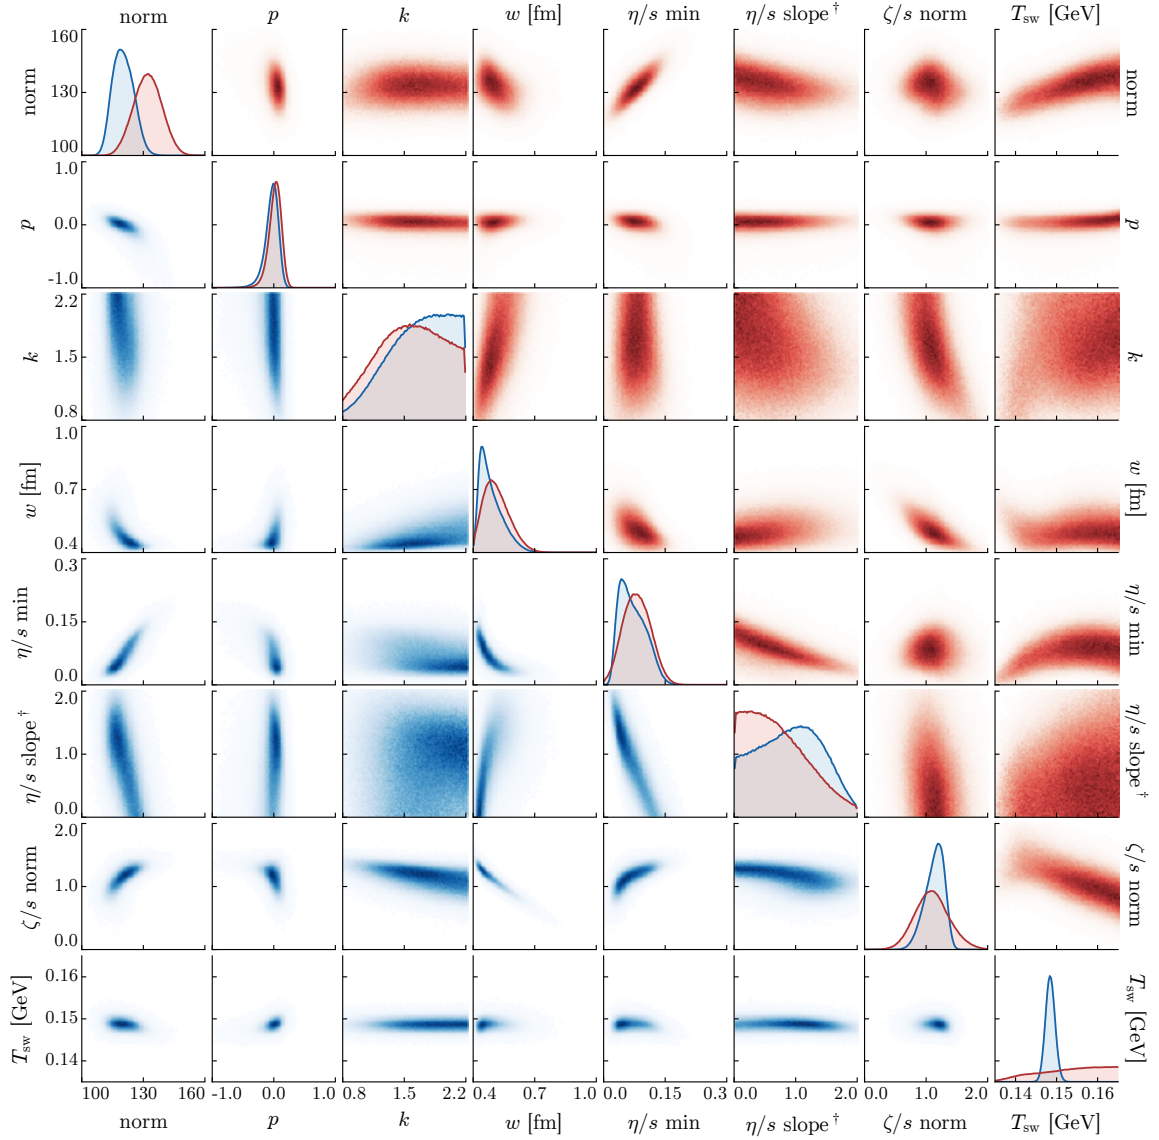 norm p k w [fm] η/s min η/s slope† ζ/s norm T_sw [GeV]
160
norm 130 norm
100
1.0
p 0.0 p
-1.0
2.2
k 1.5 k
0.8
1.0
w [fm] 0.7 w [fm]
0.4
0.3
η/s min 0.15 η/s min
0.0
2.0
η/s slope† 1.0 η/s slope†
0.0
2.0
ζ/s norm 1.0 ζ/s norm
0.0
0.16
T_sw [GeV] 0.15 T_sw [GeV]
0.14
100 130 160 -1.0 0.0 1.0 0.8 1.5 2.2 0.4 0.7 1.0 0.0 0.15 0.3 0.0 1.0 2.0 0.0 1.0 2.0 0.14 0.15 0.16
norm p k w [fm] η/s min η/s slope† ζ/s norm T_sw [GeV]